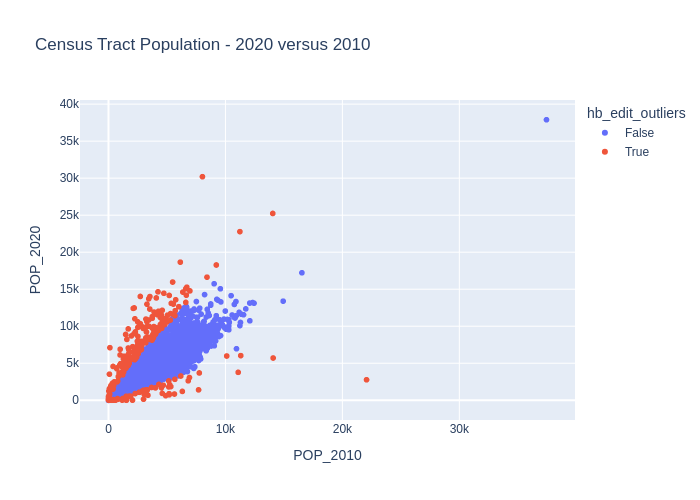 Census Tract Population - 2020 versus 2010
hb_edit_outliers
False
True
POP_2020
40k
35k
30k
25k
20k
15k
10k
5k
0
0 10k 20k 30k
POP_2010